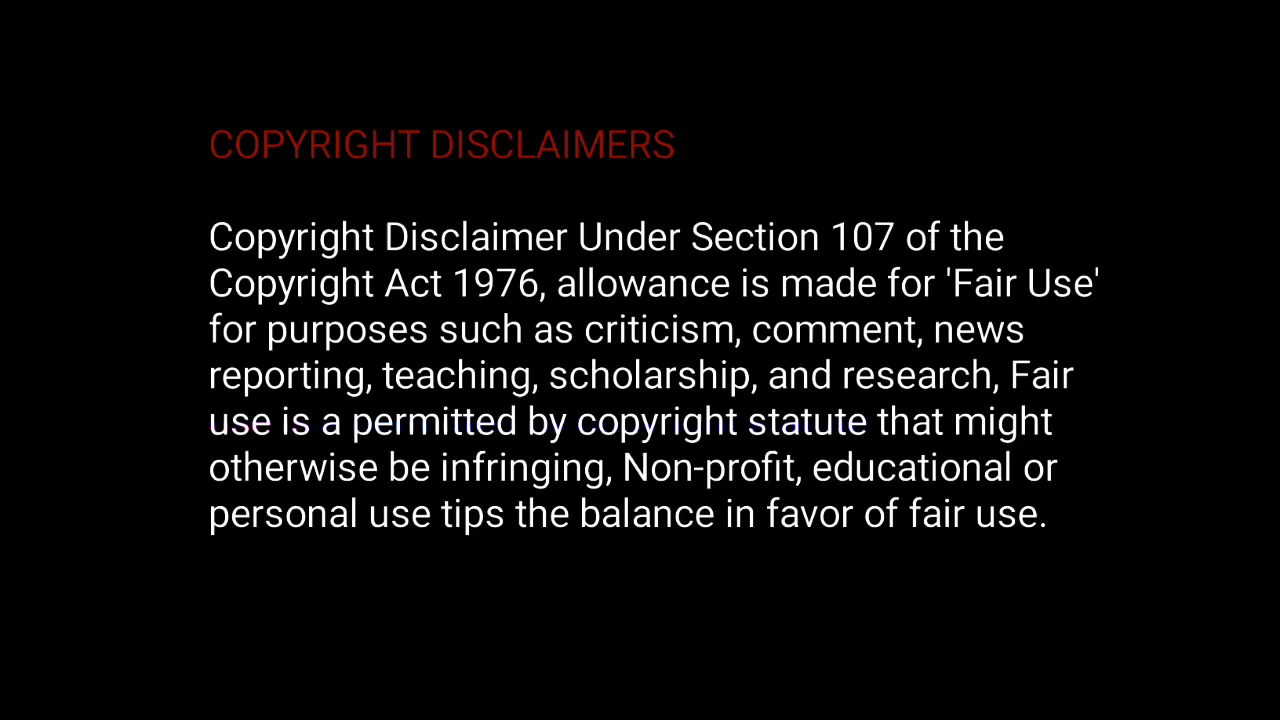 COPYRIGHT DISCLAIMERS
Copyright Disclaimer Under Section 107 of the
Copyright Act 1976, allowance is made for 'Fair Use'
for purposes such as criticism, comment, news
reporting, teaching, scholarship, and research, Fair
use is a permitted by copyright statute that might
otherwise be infringing, Non-profit, educational or
personal use tips the balance in favor of fair use.